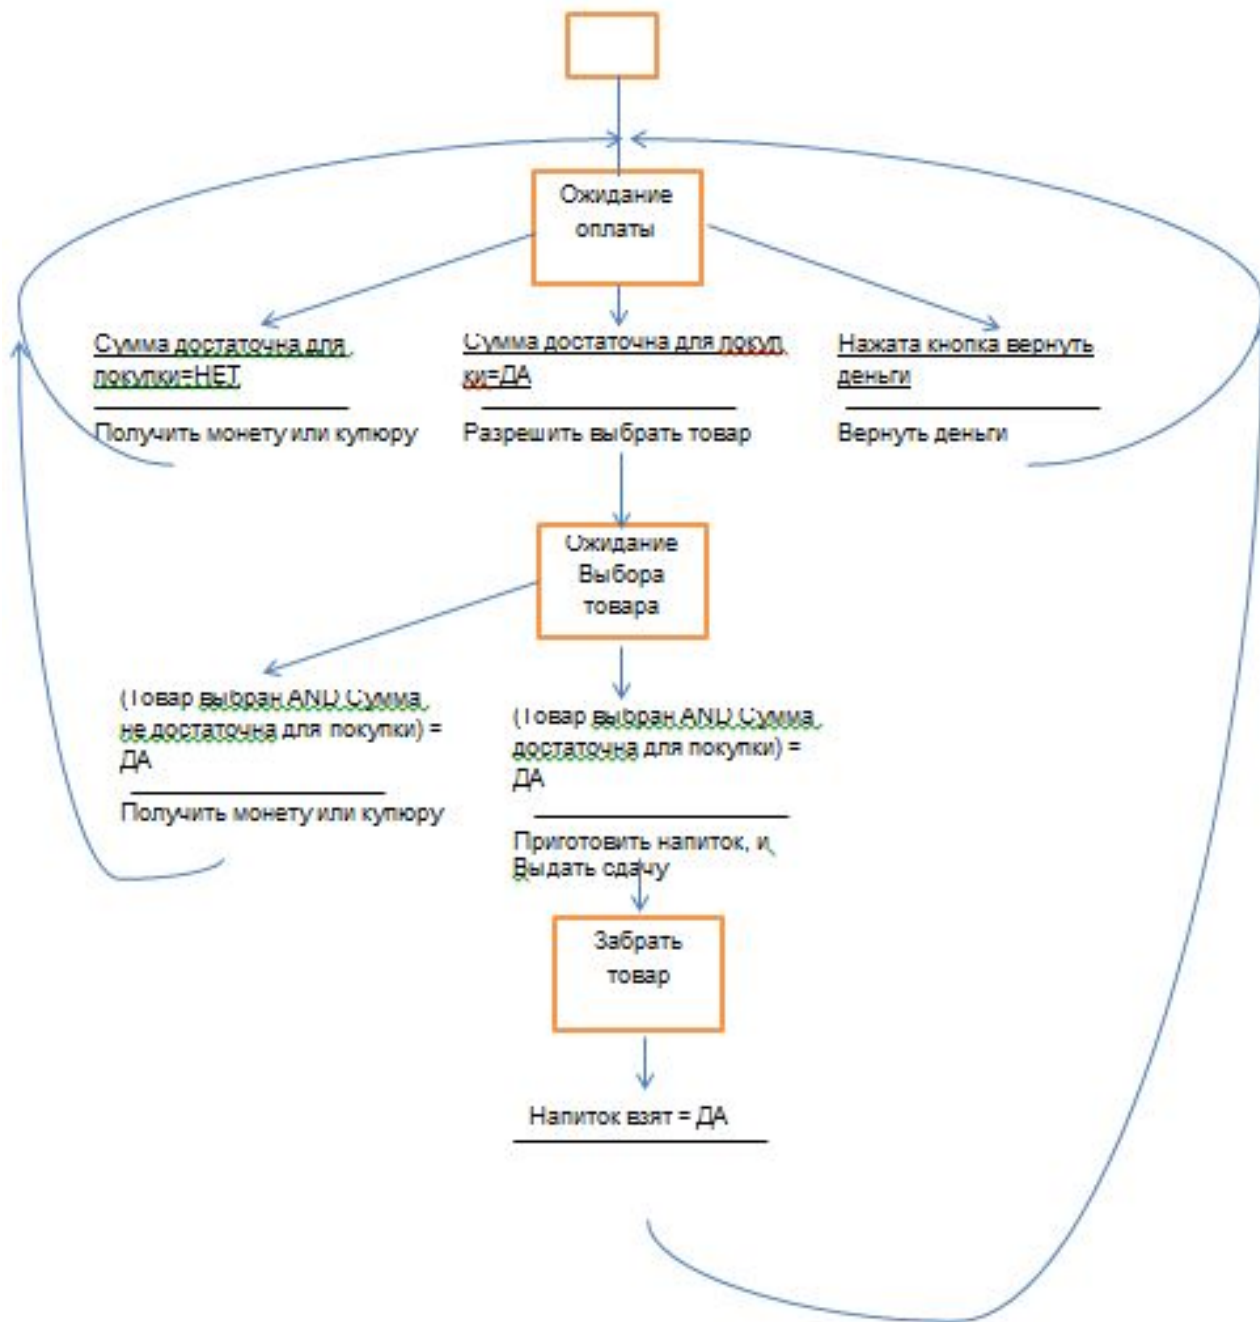 Ожидание
оплаты
Сумма достаточна для
покупки=НЕТ
Получить монету или купюру
Сумма достаточна для покуп
ки=ДА
Разрешить выбрать товар
Нажата кнопка вернуть
деньги
Вернуть деньги
Ожидание
Выбора
товара
(Товар выбран AND Сумма
не достаточна для покупки) =
ДА
Получить монету или купюру
(Товар выбран AND Сумма
достаточна для покупки) =
ДА
Приготовить напиток, и
Выдать сдачу
Забрать
товар
Напиток взят = ДА